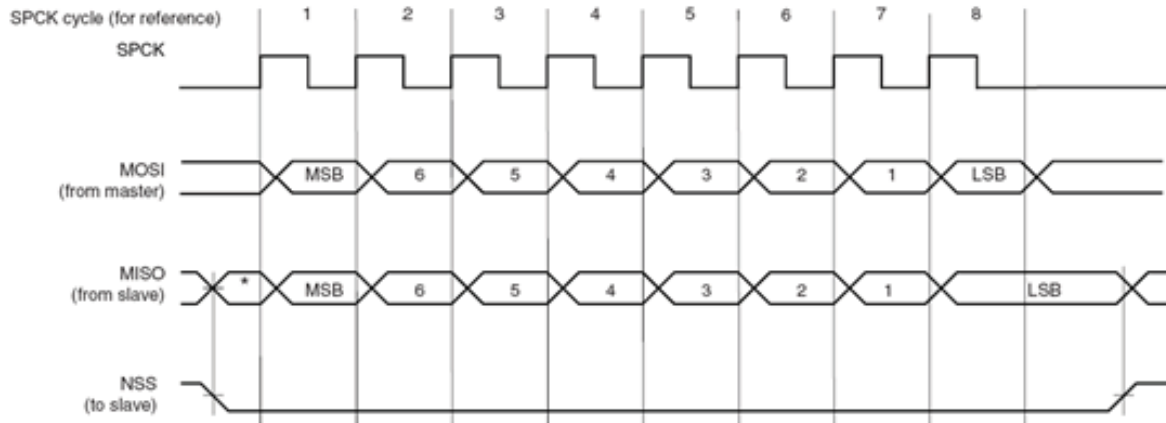 SPCK cycle (for reference) 1 2 3 4 5 6 7 8
SPCK
MOSI
(from master)
MSB 6 5 4 3 2 1 LSB
MISO
(from slave)
* MSB 6 5 4 3 2 1 LSB
NSS
(to slave)